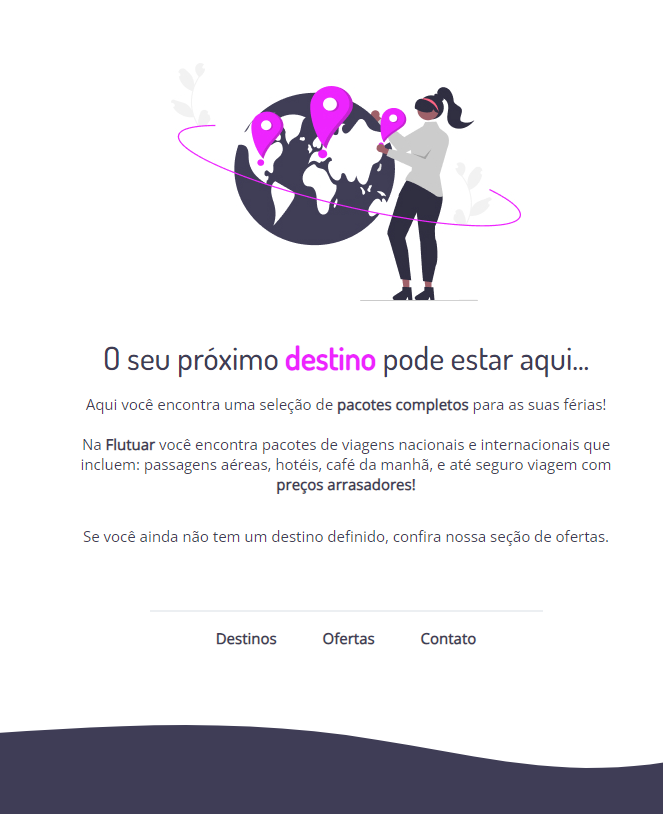 O seu próximo destino pode estar aqui...
Aqui você encontra uma seleção de pacotes completos para as suas férias!
Na Flutuar você encontra pacotes de viagens nacionais e internacionais que
incluem: passagens aéreas, hotéis, café da manhã, e até seguro viagem com
preços arrasadores!
Se você ainda não tem um destino definido, confira nossa seção de ofertas.
Destinos Ofertas Contato